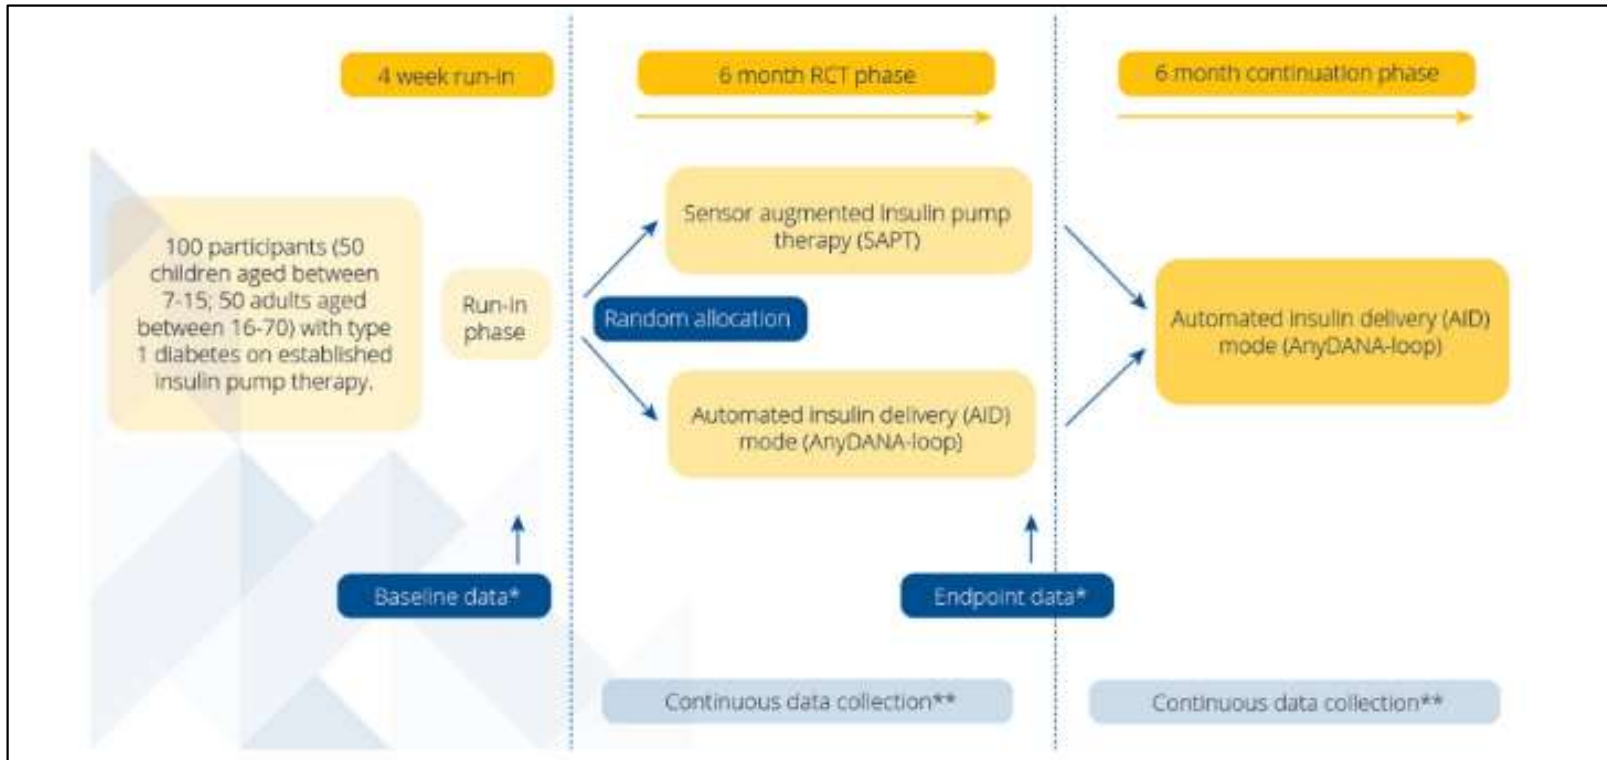 4 week run-in
6 month RCT phase
6 month continuation phase
100 participants (50
children aged between
7-15; 50 adults aged
between 16-70) with type
1 diabetes on established
insulin pump therapy.
Run-in
phase
Sensor augmented insulin pump
therapy (SAPT)
Random allocation
Automated insulin delivery (AID)
mode (AnyDANA-loop)
Automated insulin delivery (AID)
mode (AnyDANA-loop)
Baseline data*
Endpoint data*
Continuous data collection**
Continuous data collection**